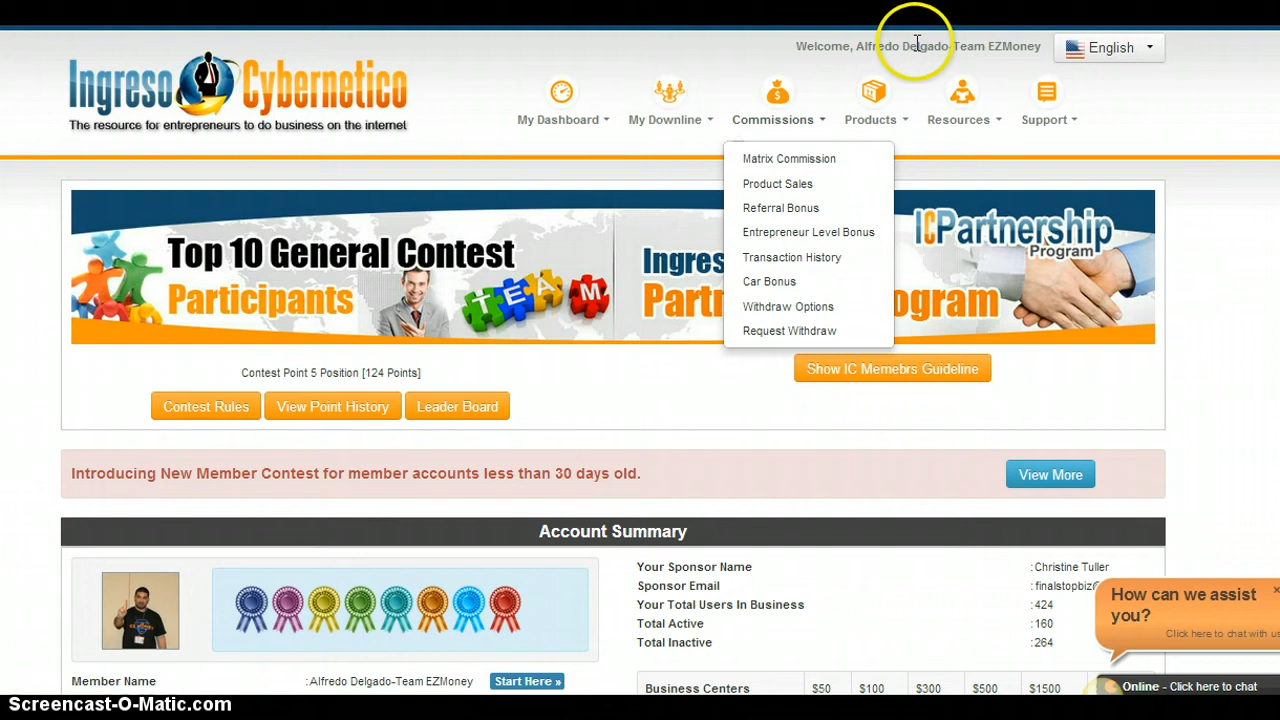 Welcome, Alfredo Delgado-Team EZMoney
English
Ingreso Cybernetico
The resource for entrepreneurs to do business on the internet
My Dashboard
My Downline
Commissions
Products
Resources
Support
Matrix Commission
Product Sales
Referral Bonus
Entrepreneur Level Bonus
Transaction History
Car Bonus
Withdraw Options
Request Withdraw
Top 10 General Contest
Participants
TEAM
Ingres
Part
ogram
ICPartnership
Program
Contest Point 5 Position [124 Points]
Contest Rules
View Point History
Leader Board
Show IC Memebrs Guideline
Introducing New Member Contest for member accounts less than 30 days old.
View More
Account Summary
Your Sponsor Name :Christine Tuller
Sponsor Email :finalstopbiz@
Your Total Users In Business :424
Total Active :160
Total Inactive :264
Member Name :Alfredo Delgado-Team EZMoney
Start Here »
Business Centers $50 $100 $300 $500 $1500
How can we assist
you?
Click here to chat with us
Online - Click here to chat
Screencast-O-Matic.com